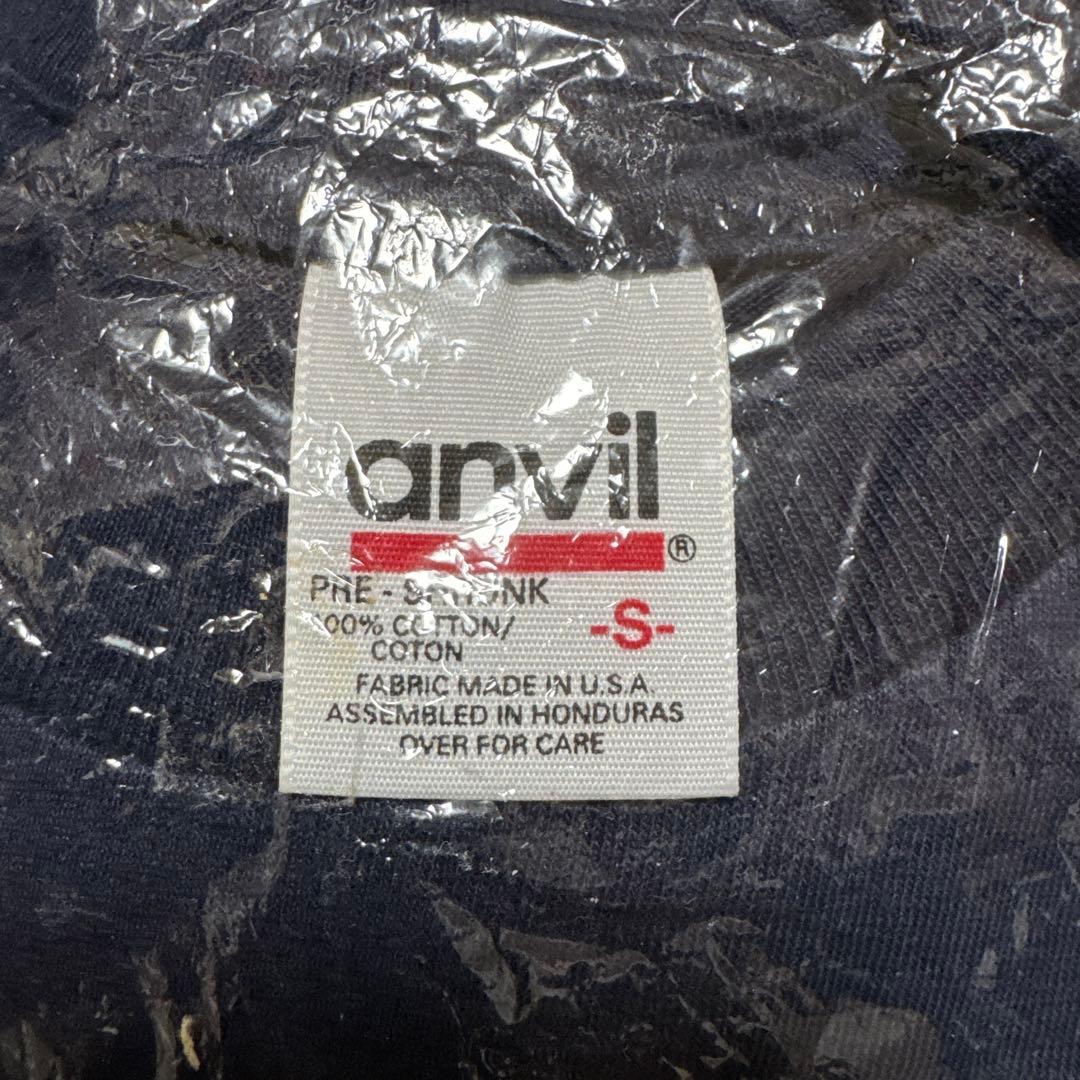 anvil
®
PRE - SHRUNK
100% COTTON/
COTON
-S-
FABRIC MADE IN U.S.A.
ASSEMBLED IN HONDURAS
OVER FOR CARE